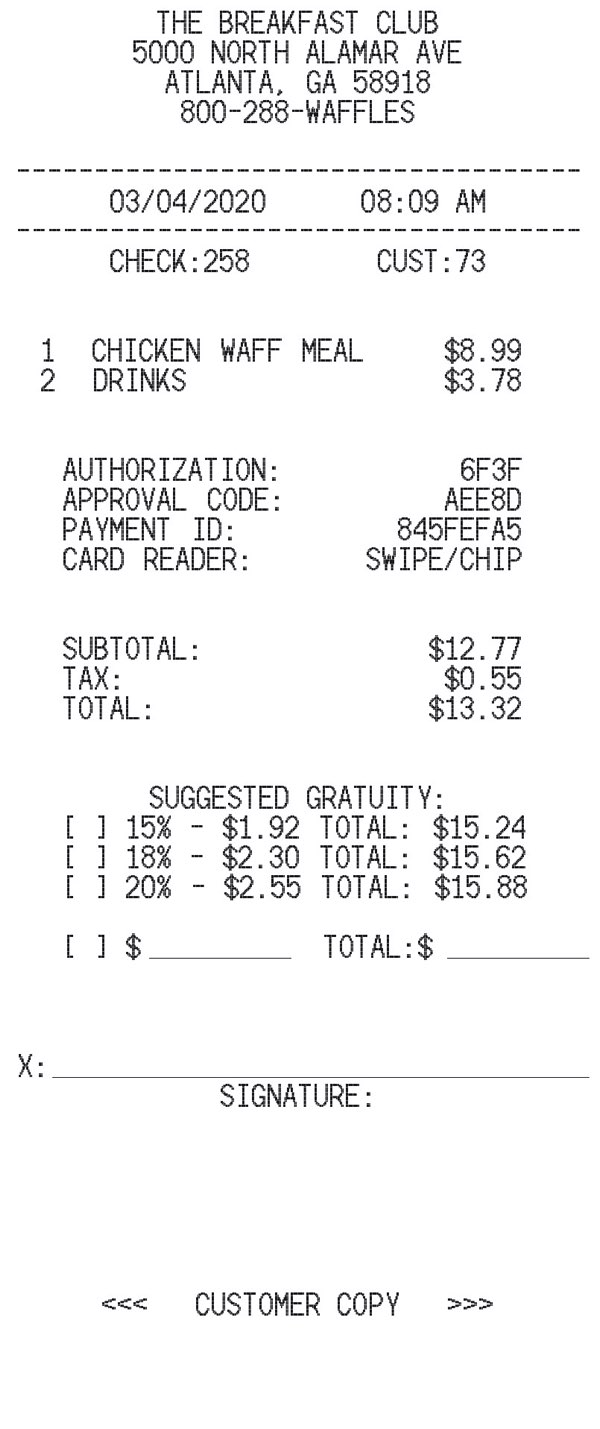 THE BREAKFAST CLUB
5000 NORTH ALAMAR AVE
ATLANTA, GA 58918
800-288-WAFFLES
-------------------------------------
03/04/2020 08:09 AM
-------------------------------------
CHECK:258 CUST:73
1 CHICKEN WAFF MEAL $8.99
2 DRINKS $3.78
AUTHORIZATION: 6F3F
APPROVAL CODE: AEE8D
PAYMENT ID: 845FEFA5
CARD READER: SWIPE/CHIP
SUBTOTAL: $12.77
TAX: $0.55
TOTAL: $13.32
SUGGESTED GRATUITY:
[ ] 15% - $1.92 TOTAL: $15.24
[ ] 18% - $2.30 TOTAL: $15.62
[ ] 20% - $2.55 TOTAL: $15.88
[ ] $ _________ TOTAL:$ _________
X: __________________________________
SIGNATURE:
<<< CUSTOMER COPY >>>